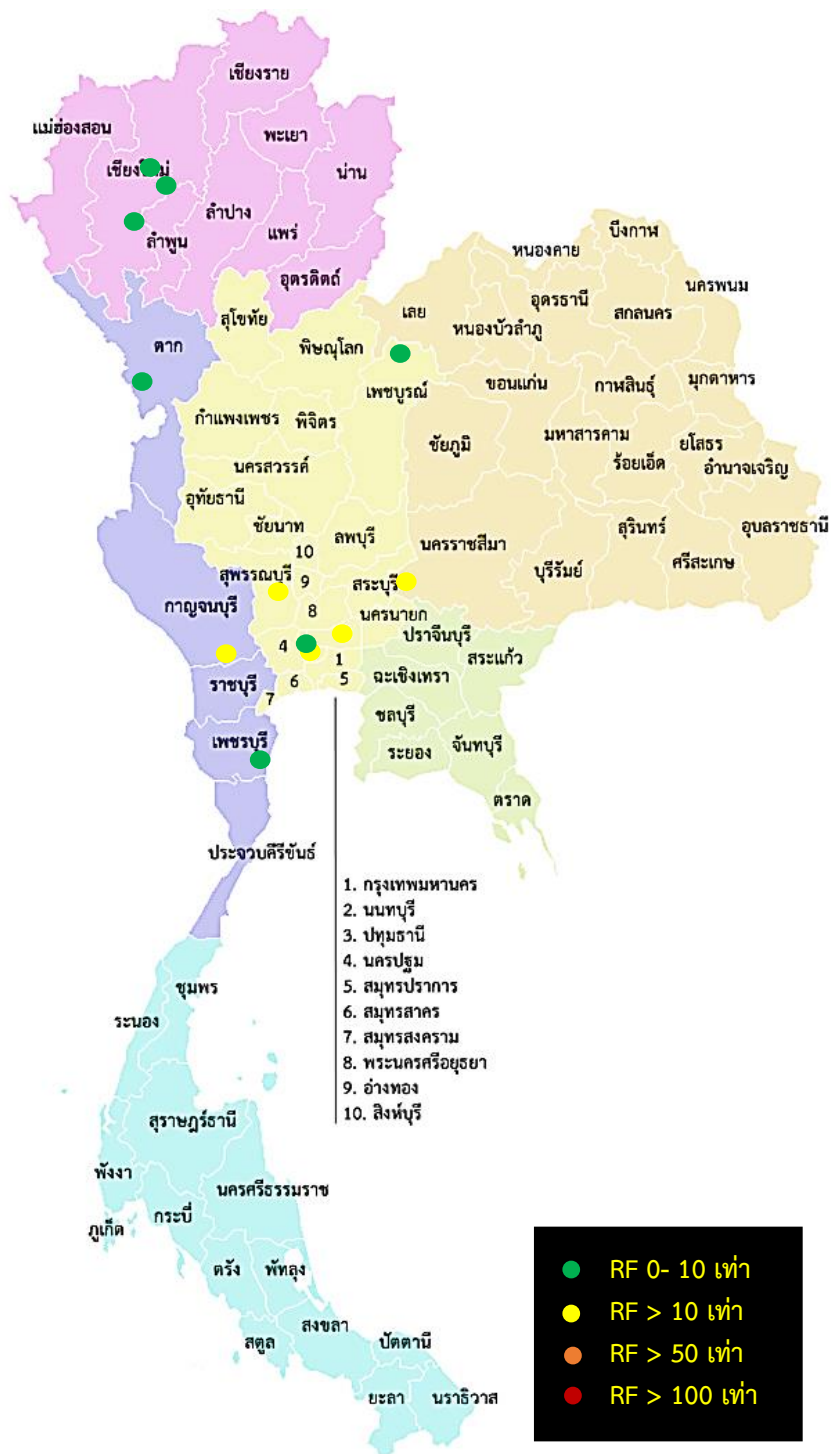 เชียงราย
แม่ฮ่องสอน
พะเยา
เชียงใหม่
น่าน
ลำปาง
ลำพูน
แพร่
อุตรดิตถ์
บึงกาฬ
หนองคาย
นครพนม
อุดรธานี
เลย
สกลนคร
สุโขทัย
หนองบัวลำภู
ตาก
พิษณุโลก
เพชบูรณ์
ขอนแก่น
กาฬสินธุ์
มุกดาหาร
กำแพงเพชร
พิจิตร
มหาสารคาม
ยโสธร
ชัยภูมิ
ร้อยเอ็ด
อำนาจเจริญ
นครสวรรค์
อุทัยธานี
ชัยนาท
ลพบุรี
นครราชสีมา
สุรินทร์
อุบลราชธานี
10
บุรีรัมย์
ศรีสะเกษ
สุพรรณบุรี
9
สระบุรี
กาญจนบุรี
8
นครนายก
ปราจีนบุรี
4
1
สระแก้ว
ราชบุรี
6
5
ฉะเชิงเทรา
7
ชลบุรี
เพชรบุรี
ระยอง
จันทบุรี
ตราด
ประจวบคีรีขันธ์
1. กรุงเทพมหานคร
2. นนทบุรี
3. ปทุมธานี
4. นครปฐม
5. สมุทรปราการ
6. สมุทรสาคร
7. สมุทรสงคราม
8. พระนครศรีอยุธยา
9. อ่างทอง
10. สิงห์บุรี
ชุมพร
ระนอง
สุราษฎร์ธานี
พังงา
นครศรีธรรมราช
กระบี่
ภูเก็ต
ตรัง
พัทลุง
สงขลา
สตูล
ปัตตานี
ยะลา
นราธิวาส
RF 0- 10 เท่า
RF > 10 เท่า
RF > 50 เท่า
RF > 100 เท่า